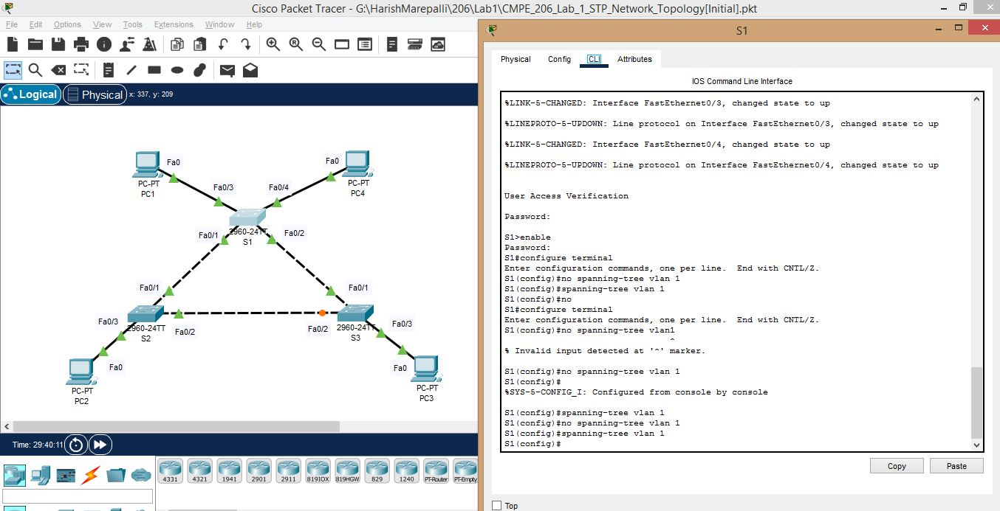 Cisco Packet Tracer - G:\HarishMarepalli\206\Lab1\CMPE_206_Lab_1_STP_Network_Topology[Initial].pkt
File Edit Options View Tools Extensions Window Help
Logical Physical x: 337, y: 209
Fa0
Fa0
PC-PT
PC1
PC-PT
PC4
Fa0/3
Fa0/4
2960-24TT
S1
Fa0/1
Fa0/2
Fa0/1
Fa0/1
2960-24TT
S2
Fa0/3
Fa0/2
Fa0/2
2960-24TT
S3
Fa0/3
Fa0
Fa0
PC-PT
PC2
PC-PT
PC3
Time: 29:40:11
4331 4321 1941 2901 2911 819IOX 819HGW 829 1240 PT-Router PT-Empty
S1
Physical Config CLI Attributes
IOS Command Line Interface
%LINK-5-CHANGED: Interface FastEthernet0/3, changed state to up
%LINEPROTO-5-UPDOWN: Line protocol on Interface FastEthernet0/3, changed state to up
%LINK-5-CHANGED: Interface FastEthernet0/4, changed state to up
%LINEPROTO-5-UPDOWN: Line protocol on Interface FastEthernet0/4, changed state to up
User Access Verification
Password:
S1>enable
Password:
S1#configure terminal
Enter configuration commands, one per line.  End with CNTL/Z.
S1(config)#no spanning-tree vlan 1
S1(config)#spanning-tree vlan 1
S1(config)#no
S1#configure terminal
Enter configuration commands, one per line.  End with CNTL/Z.
S1(config)#no spanning-tree vlan1
^
% Invalid input detected at '^' marker.
S1(config)#no spanning-tree vlan 1
S1(config)#
%SYS-5-CONFIG_I: Configured from console by console
S1(config)#spanning-tree vlan 1
S1(config)#no spanning-tree vlan 1
S1(config)#spanning-tree vlan 1
S1(config)#
Copy Paste
Top